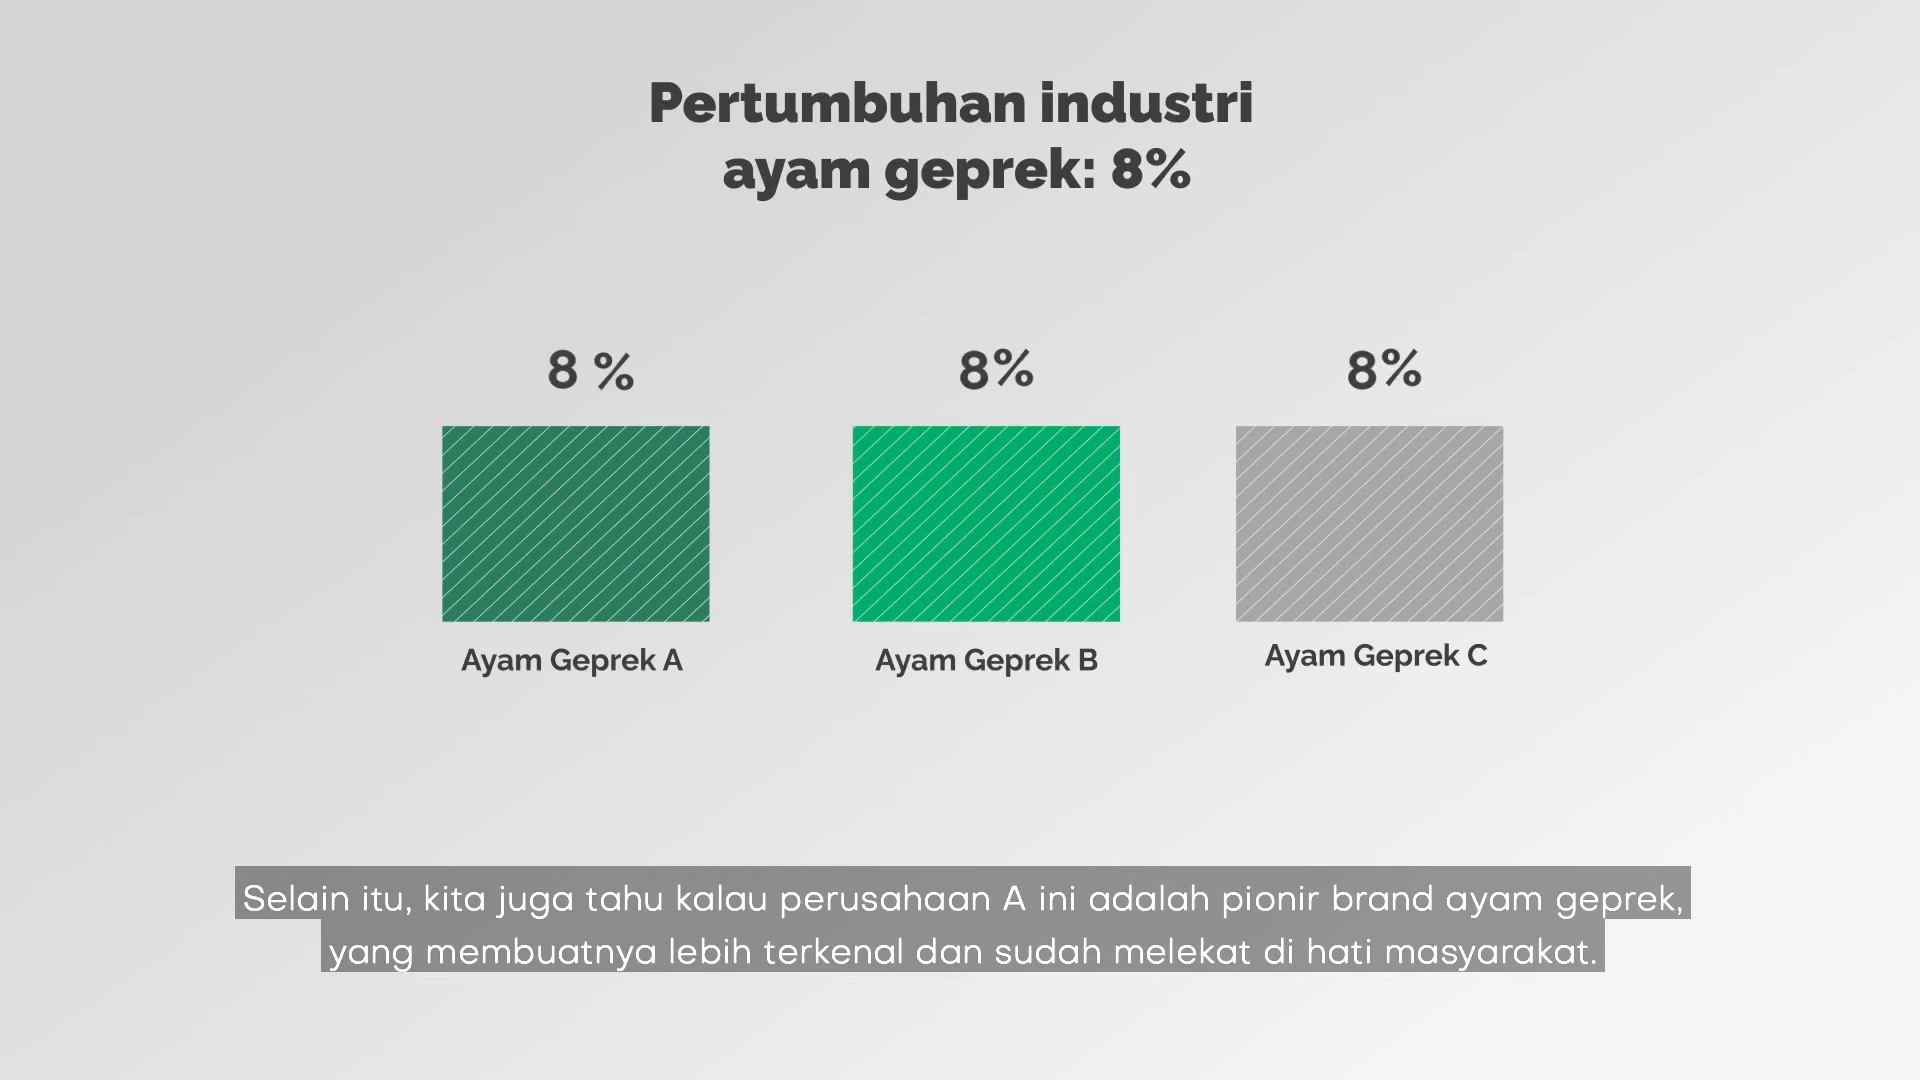 Pertumbuhan industri
ayam geprek: 8%
8 %
8%
8%
Ayam Geprek A
Ayam Geprek B
Ayam Geprek C
Selain itu, kita juga tahu kalau perusahaan A ini adalah pionir brand ayam geprek,
yang membuatnya lebih terkenal dan sudah melekat di hati masyarakat.